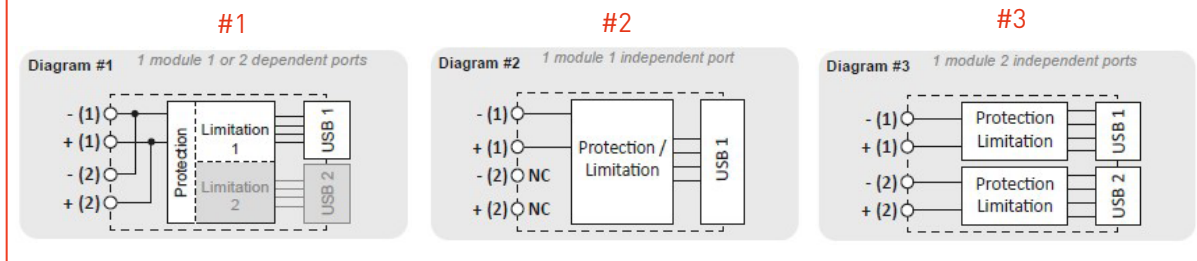 #1
#2
#3
Diagram #1 1 module 1 or 2 dependent ports
- (1)
+ (1)
- (2)
+ (2)
Protection
Limitation
1
Limitation
2
USB 1
USB 2
Diagram #2 1 module 1 independent port
- (1)
+ (1)
- (2) NC
+ (2) NC
Protection /
Limitation
USB 1
Diagram #3 1 module 2 independent ports
- (1)
+ (1)
- (2)
+ (2)
Protection
Limitation
Protection
Limitation
USB 1
USB 2